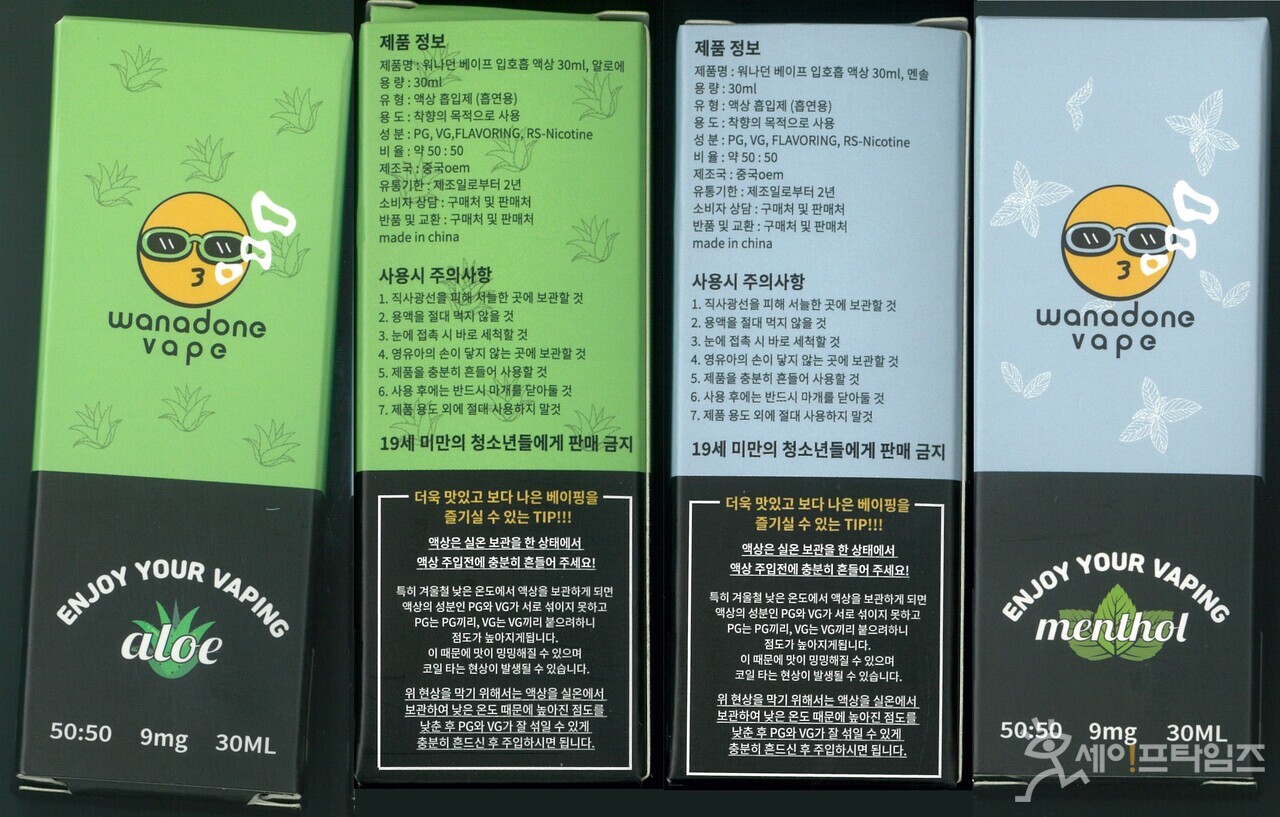 wanadone
vape
ENJOY YOUR VAPING
aloe
50:50 9mg 30ML
제품 정보
제품명 : 워나던 베이프 입호흡 액상 30ml, 알로에
용 량 : 30ml
유 형 : 액상 흡입제 (흡연용)
용 도 : 착향의 목적으로 사용
성 분 : PG, VG,FLAVORING, RS-Nicotine
비 율 : 약 50 : 50
제조국 : 중국oem
유통기한 : 제조일로부터 2년
소비자 상담 : 구매처 및 판매처
반품 및 교환 : 구매처 및 판매처
made in china
사용시 주의사항
1. 직사광선을 피해 서늘한 곳에 보관할 것
2. 용액을 절대 먹지 않을 것
3. 눈에 접촉 시 바로 세척할 것
4. 영유아의 손이 닿지 않는 곳에 보관할 것
5. 제품을 충분히 흔들어 사용할 것
6. 사용 후에는 반드시 마개를 닫아둘 것
7. 제품 용도 외에 절대 사용하지 말것
19세 미만의 청소년들에게 판매 금지
더욱 맛있고 보다 나은 베이핑을
즐기실 수 있는 TIP!!!
액상은 실온 보관을 한 상태에서
액상 주입전에 충분히 흔들어 주세요!
특히 겨울철 낮은 온도에서 액상을 보관하게 되면
액상의 성분인 PG와 VG가 서로 섞이지 못하고
PG는 PG끼리, VG는 VG끼리 붙으려하니
점도가 높아지게됩니다.
이 때문에 맛이 밍밍해질 수 있으며
코일 타는 현상이 발생될 수 있습니다.
위 현상을 막기 위해서는 액상을 실온에서
보관하여 낮은 온도 때문에 높아진 점도를
낮춘 후 PG와 VG가 잘 섞일 수 있게
충분히 흔드신 후 주입하시면 됩니다.
제품 정보
제품명 : 워나던 베이프 입호흡 액상 30ml, 멘솔
용 량 : 30ml
유 형 : 액상 흡입제 (흡연용)
용 도 : 착향의 목적으로 사용
성 분 : PG, VG, FLAVORING, RS-Nicotine
비 율 : 약 50 : 50
제조국 : 중국oem
유통기한 : 제조일로부터 2년
소비자 상담 : 구매처 및 판매처
반품 및 교환 : 구매처 및 판매처
made in china
사용시 주의사항
1. 직사광선을 피해 서늘한 곳에 보관할 것
2. 용액을 절대 먹지 않을 것
3. 눈에 접촉 시 바로 세척할 것
4. 영유아의 손이 닿지 않는 곳에 보관할 것
5. 제품을 충분히 흔들어 사용할 것
6. 사용 후에는 반드시 마개를 닫아둘 것
7. 제품 용도 외에 절대 사용하지 말것
19세 미만의 청소년들에게 판매 금지
더욱 맛있고 보다 나은 베이핑을
즐기실 수 있는 TIP!!!
액상은 실온 보관을 한 상태에서
액상 주입전에 충분히 흔들어 주세요!
특히 겨울철 낮은 온도에서 액상을 보관하게 되면
액상의 성분인 PG와 VG가 서로 섞이지 못하고
PG는 PG끼리, VG는 VG끼리 붙으려하니
점도가 높아지게됩니다.
이 때문에 맛이 밍밍해질 수 있으며
코일 타는 현상이 발생될 수 있습니다.
위 현상을 막기 위해서는 액상을 실온에서
보관하여 낮은 온도 때문에 높아진 점도를
낮춘 후 PG와 VG가 잘 섞일 수 있게
충분히 흔드신 후 주입하시면 됩니다.
wanadone
vape
ENJOY YOUR VAPING
menthol
50:50 9mg 30ML
세이!프타임즈